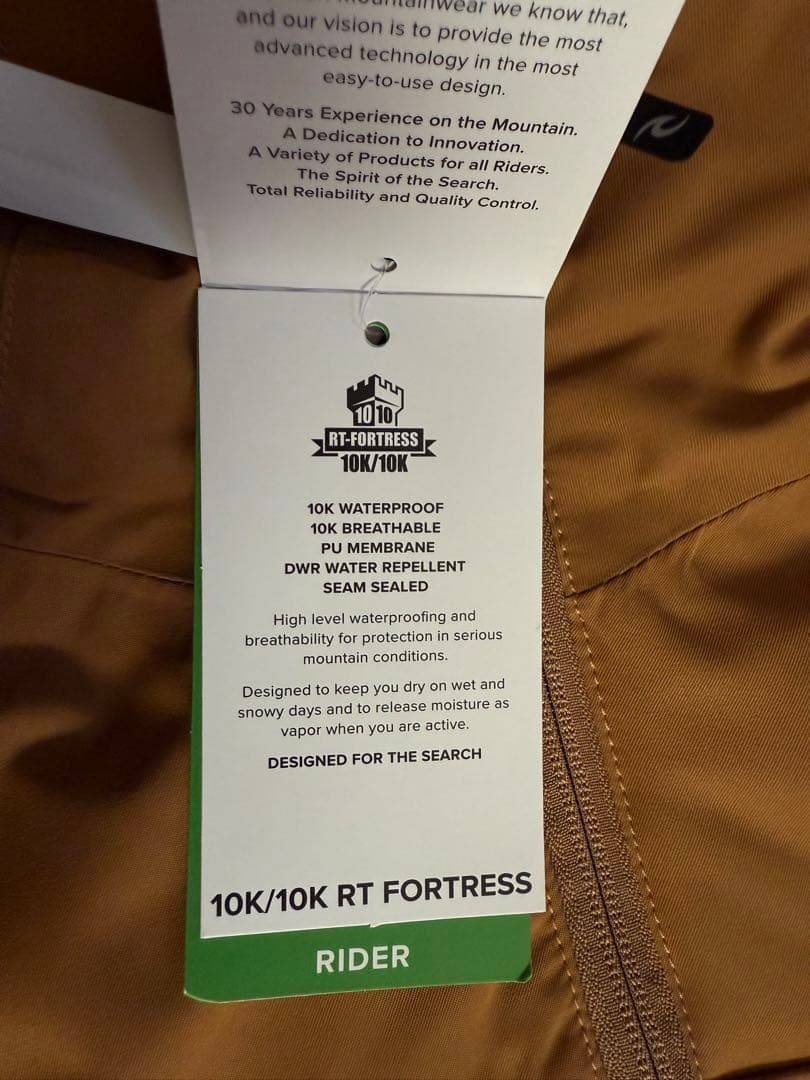 Mountainwear we know that,
and our vision is to provide the most
advanced technology in the most
easy-to-use design.
30 Years Experience on the Mountain.
A Dedication to Innovation.
A Variety of Products for all Riders.
The Spirit of the Search.
Total Reliability and Quality Control.
10 10
RT-FORTRESS
10K/10K
10K WATERPROOF
10K BREATHABLE
PU MEMBRANE
DWR WATER REPELLENT
SEAM SEALED
High level waterproofing and
breathability for protection in serious
mountain conditions.
Designed to keep you dry on wet and
snowy days and to release moisture as
vapor when you are active.
DESIGNED FOR THE SEARCH
10K/10K RT FORTRESS
RIDER